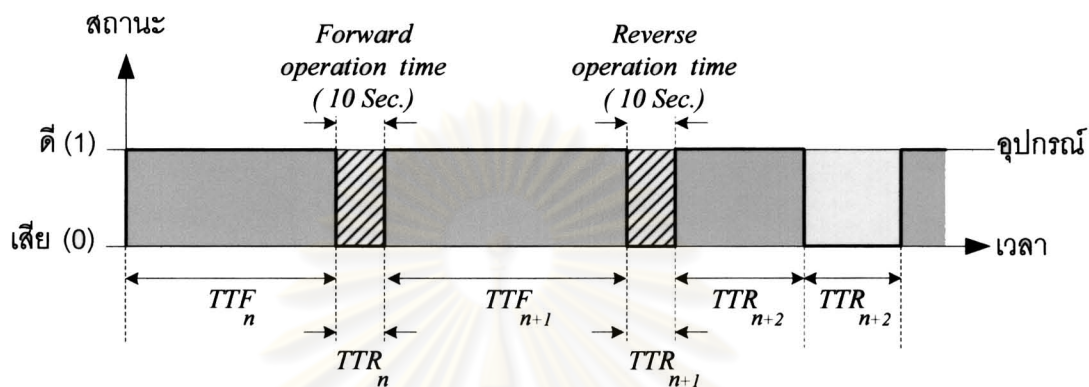 สถานะ
Forward
operation time
( 10 Sec.)
Reverse
operation time
( 10 Sec.)
ดี (1)
อุปกรณ์
เสีย (0)
เวลา
TTF n
TTF n+1
TTR n+2
TTR n+2
TTR n
TTR n+1